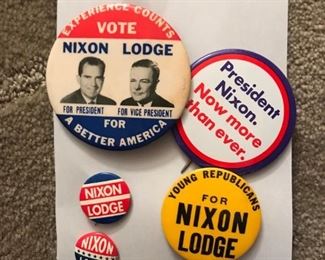 EXPERIENCE COUNTS
VOTE
NIXON LODGE
FOR PRESIDENT
FOR VICE PRESIDENT
FOR
A BETTER AMERICA
President
Nixon.
Now more
than ever.
NIXON
LODGE
YOUNG REPUBLICANS
FOR
NIXON
LODGE
NIXON